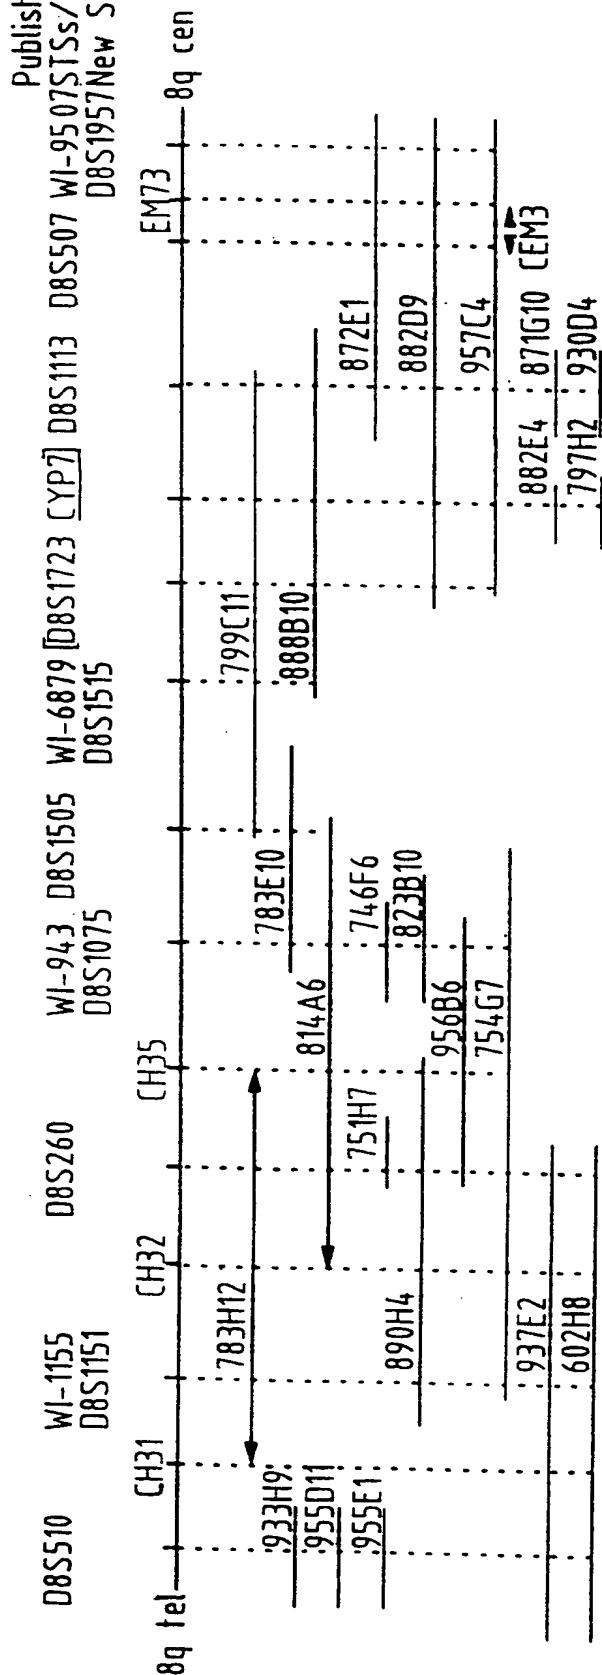 D8S510 WI-1155 D8S260 WI-943 D8S1505 WI-6879 [D8S1723 CYP7] D8S1113 D8S507 WI-9507STSs/ Publish
D8S1151 D8S1075 D8S1515 D8S1957New S
CH31 CH32 CH35 EM73
8q tel 8q cen
783H12 799C11
933H9 783E10 888B10
955D11 814A6
955E1 751H7 746F6 872E1
890H4 823B10 882D9
956B6 957C4
754G7 CEM3
937E2 882E4 871G10
602H8 797H2 930D4